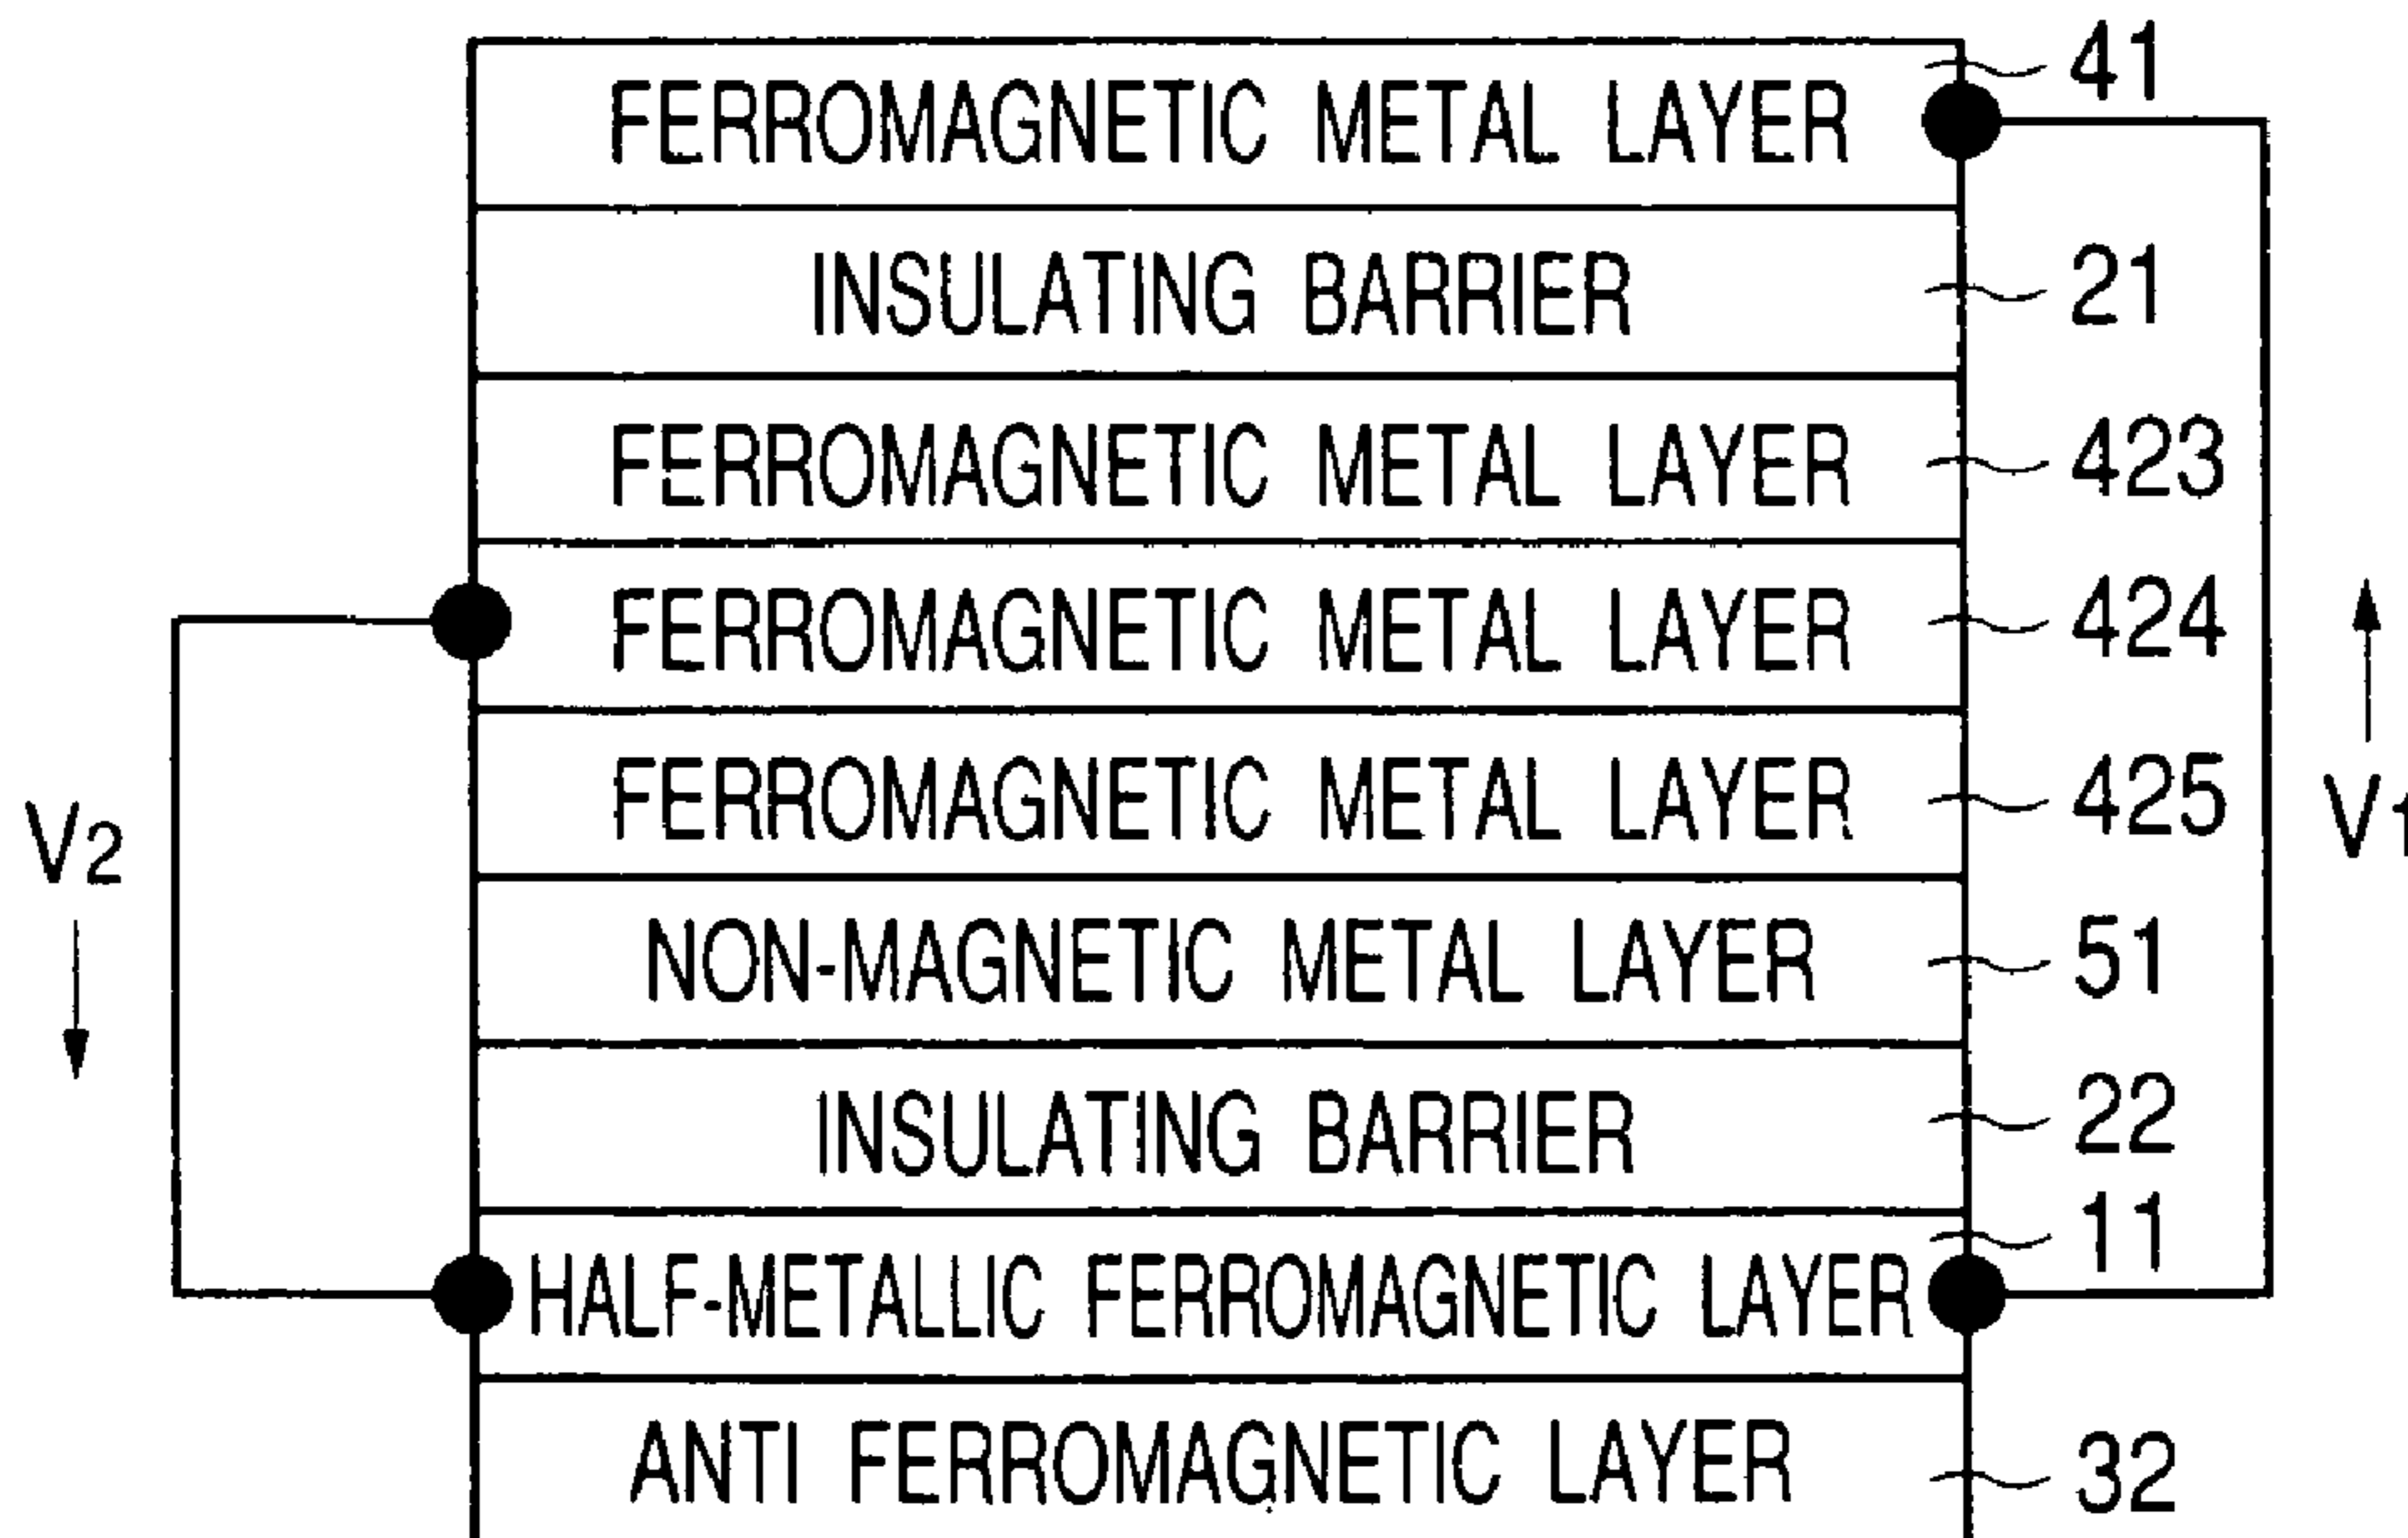 FERROMAGNETIC METAL LAYER 41
INSULATING BARRIER 21
FERROMAGNETIC METAL LAYER 423
FERROMAGNETIC METAL LAYER 424
FERROMAGNETIC METAL LAYER 425
V2
V1
NON-MAGNETIC METAL LAYER 51
INSULATING BARRIER 22
HALF-METALLIC FERROMAGNETIC LAYER 11
ANTI FERROMAGNETIC LAYER 32